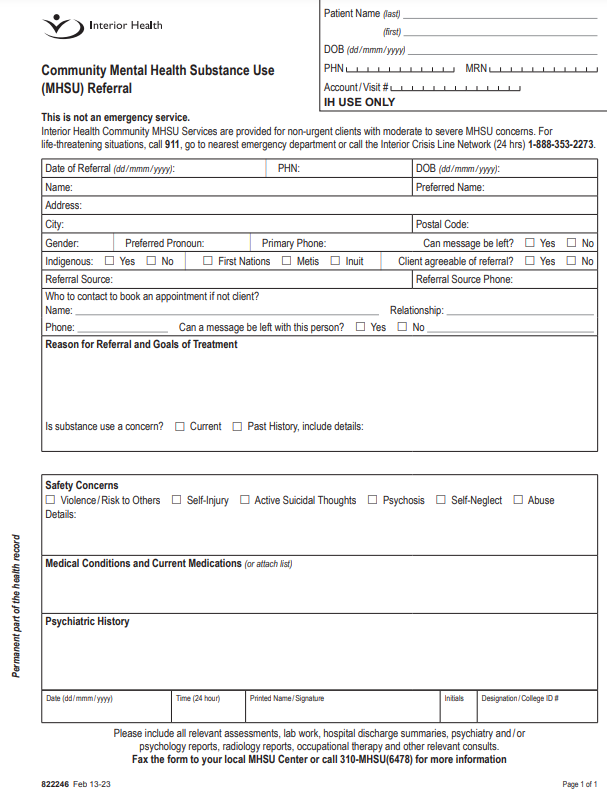 Interior Health
Patient Name (last)
(first)
DOB (dd/mmm/yyyy)
PHN MRN
Account/Visit #
IH USE ONLY
Community Mental Health Substance Use
(MHSU) Referral
This is not an emergency service.
Interior Health Community MHSU Services are provided for non-urgent clients with moderate to severe MHSU concerns. For
life-threatening situations, call 911, go to nearest emergency department or call the Interior Crisis Line Network (24 hrs) 1-888-353-2273.
Date of Referral (dd/mmm/yyyy): PHN: DOB (dd/mmm/yyyy):
Name: Preferred Name:
Address:
City: Postal Code:
Gender: Preferred Pronoun: Primary Phone: Can message be left? ☐ Yes ☐ No
Indigenous: ☐ Yes ☐ No ☐ First Nations ☐ Metis ☐ Inuit Client agreeable of referral? ☐ Yes ☐ No
Referral Source: Referral Source Phone:
Who to contact to book an appointment if not client?
Name: Relationship:
Phone: Can a message be left with this person? ☐ Yes ☐ No
Reason for Referral and Goals of Treatment
Is substance use a concern? ☐ Current ☐ Past History, include details:
Safety Concerns
☐ Violence/Risk to Others ☐ Self-Injury ☐ Active Suicidal Thoughts ☐ Psychosis ☐ Self-Neglect ☐ Abuse
Details:
Medical Conditions and Current Medications (or attach list)
Psychiatric History
Permanent part of the health record
Date (dd/mmm/yyyy) Time (24 hour) Printed Name/Signature Initials Designation/College ID #
Please include all relevant assessments, lab work, hospital discharge summaries, psychiatry and/or
psychology reports, radiology reports, occupational therapy and other relevant consults.
Fax the form to your local MHSU Center or call 310-MHSU(6478) for more information
822246 Feb 13-23 Page 1 of 1